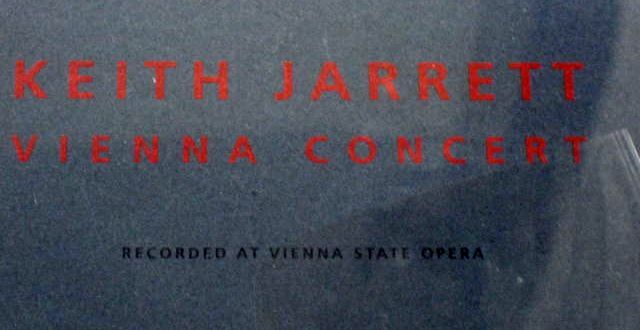 KEITH JARRETT
VIENNA CONCERT
RECORDED AT VIENNA STATE OPERA